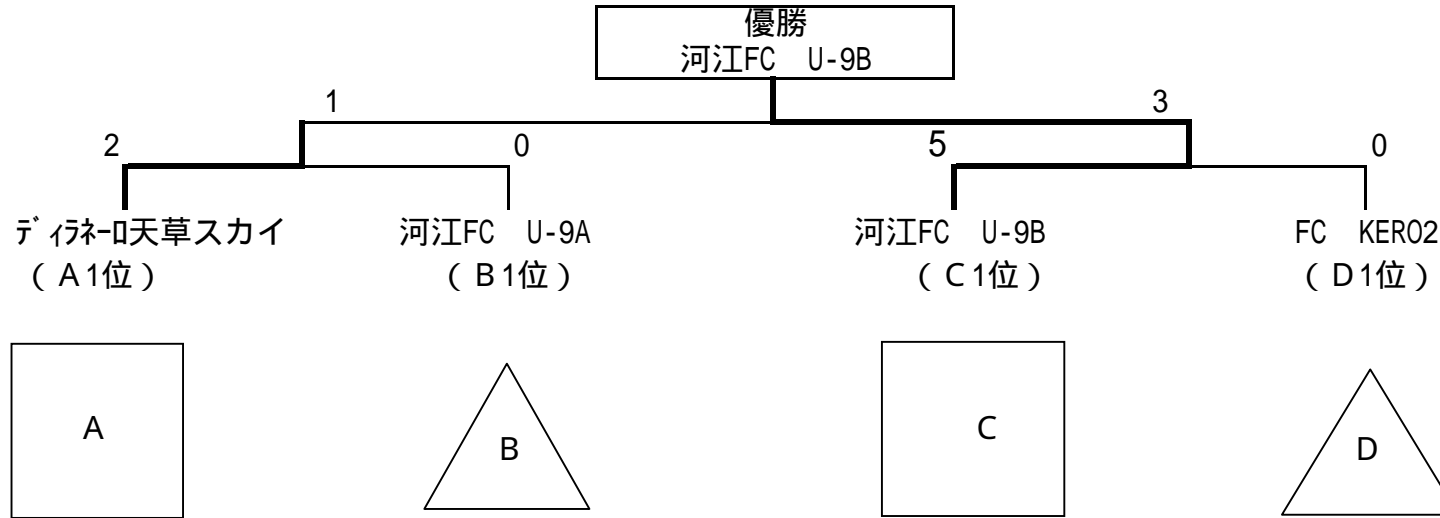 優勝
河江FC　U-9B
1
3
2
0
5
0
ﾃﾞｨﾗﾈｰﾛ天草スカイ
河江FC　U-9A
河江FC　U-9B
FC　KERO2
（A1位）
（B1位）
（C1位）
（D1位）
A
B
C
D